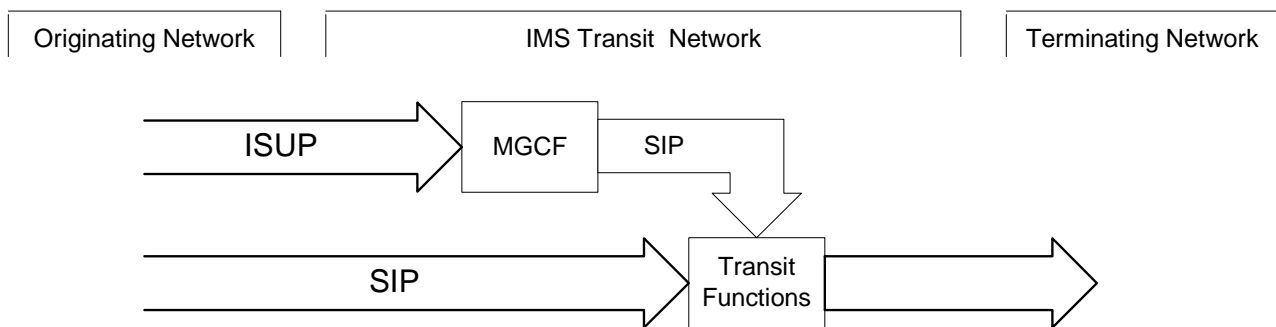 Originating Network
IMS Transit Network
Terminating Network
ISUP
MGCF
SIP
SIP
Transit
Functions